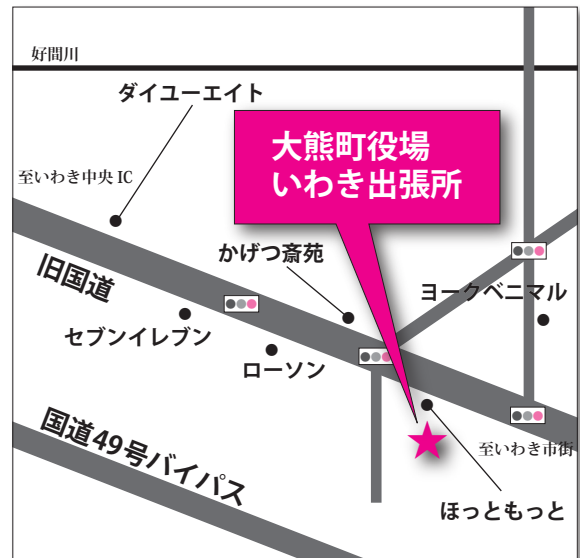 好間川
ダイユーエイト
大熊町役場
いわき出張所
至いわき中央 IC
かげつ斎苑
旧国道
ヨークベニマル
セブンイレブン
ローソン
国道49号バイパス
至いわき市街
ほっともっと